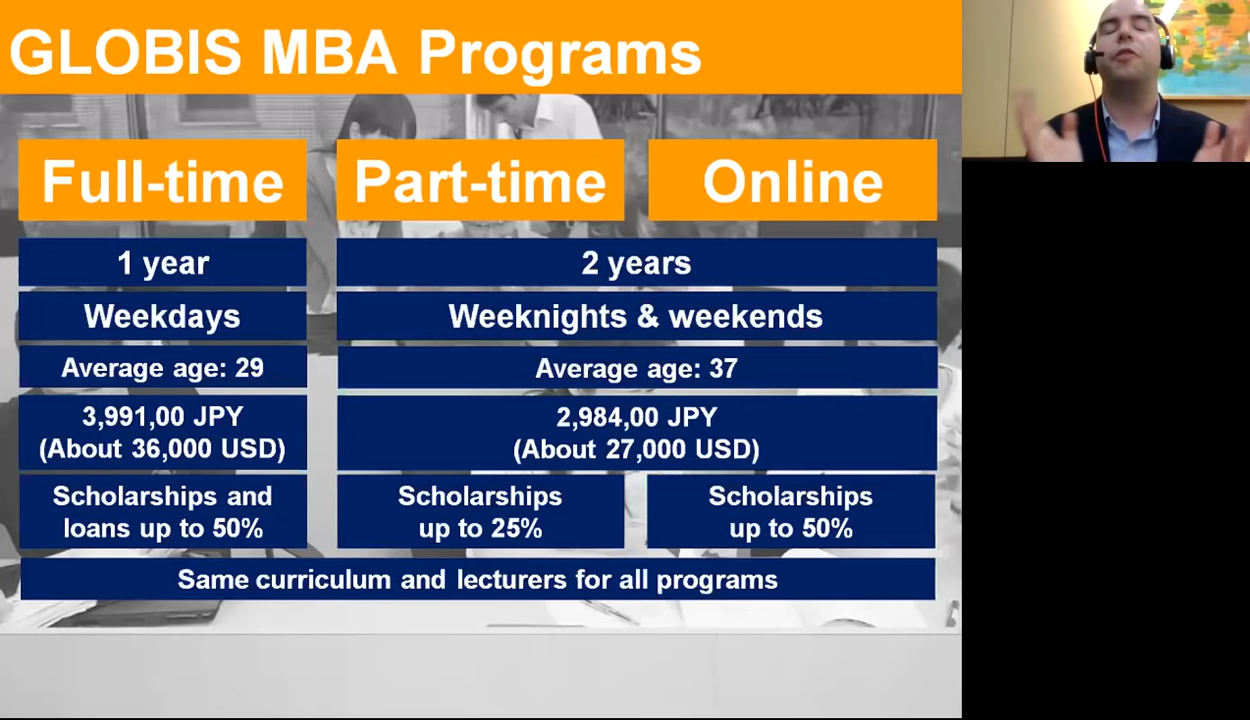 GLOBIS MBA Programs
Full-time
Part-time
Online
1 year
2 years
Weekdays
Weeknights & weekends
Average age: 29
Average age: 37
3,991,00 JPY
(About 36,000 USD)
2,984,00 JPY
(About 27,000 USD)
Scholarships and
loans up to 50%
Scholarships
up to 25%
Scholarships
up to 50%
Same curriculum and lecturers for all programs